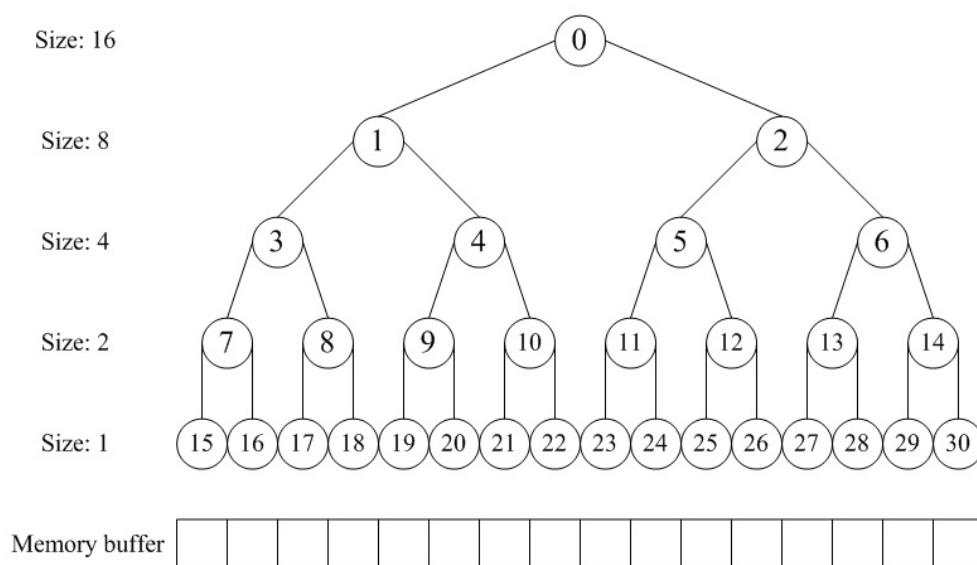 Size: 16 0
Size: 8 1 2
Size: 4 3 4 5 6
Size: 2 7 8 9 10 11 12 13 14
Size: 1 15 16 17 18 19 20 21 22 23 24 25 26 27 28 29 30
Memory buffer